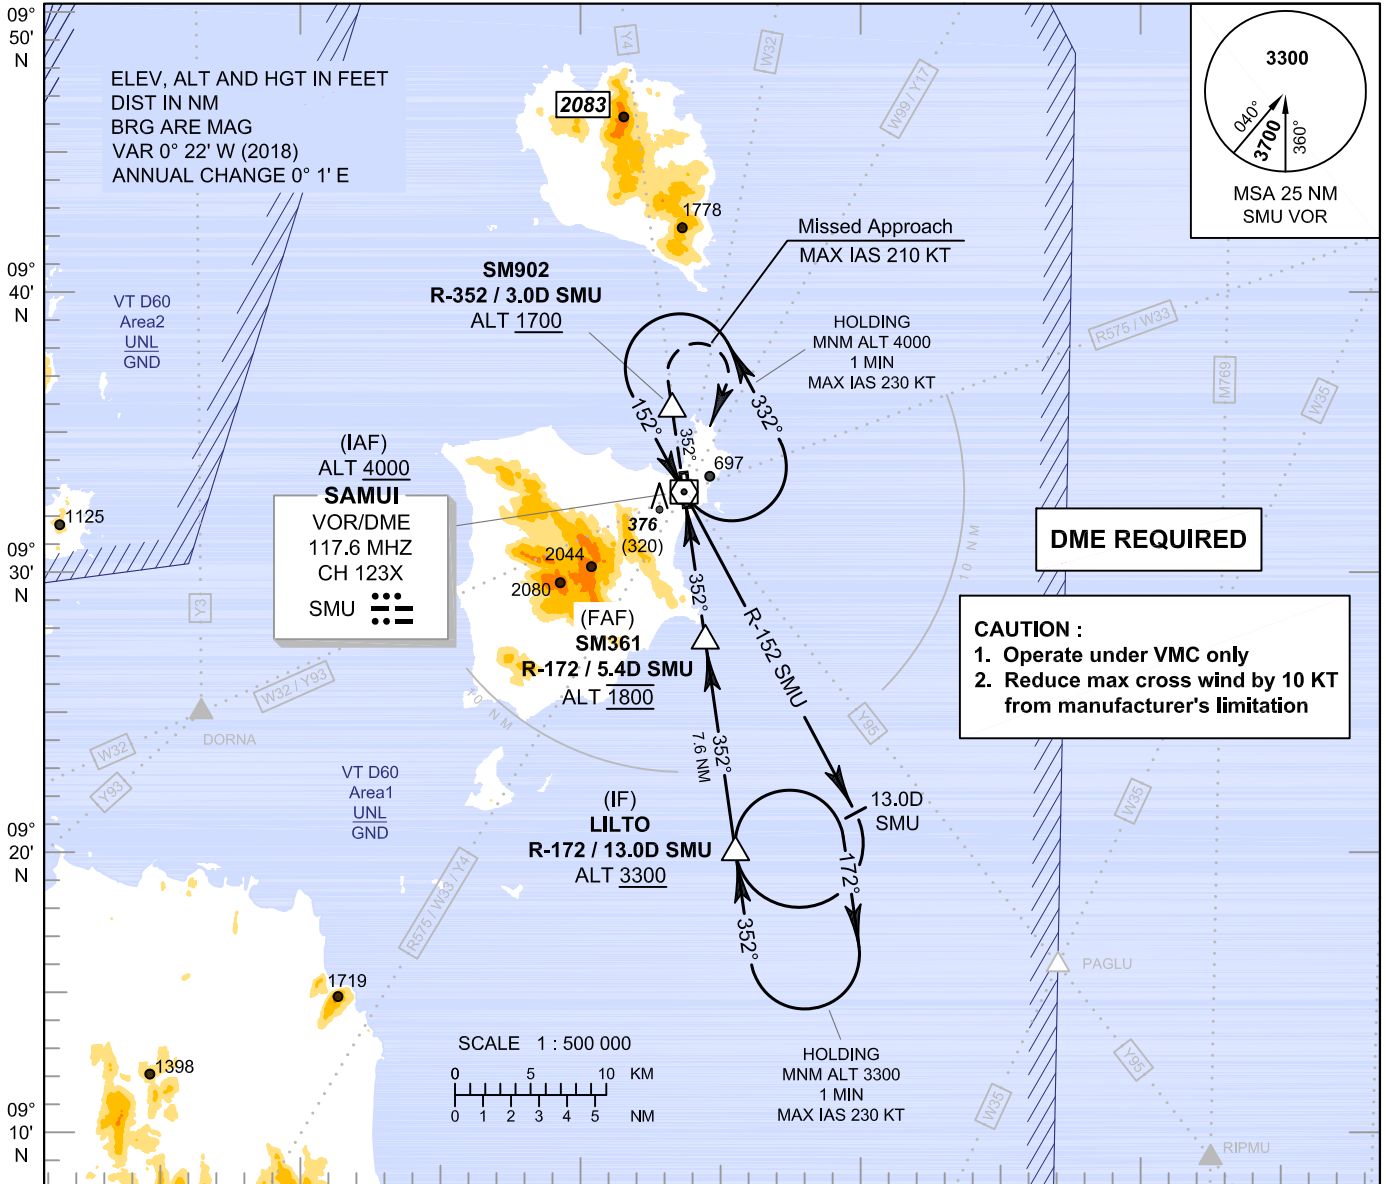 09°
50'
N
ELEV, ALT AND HGT IN FEET
DIST IN NM
BRG ARE MAG
VAR 0° 22' W (2018)
ANNUAL CHANGE 0° 1' E
Y4
W32
W99 / Y17
3300
040°
3700
360°
MSA 25 NM
SMU VOR
2083
1778
Missed Approach
MAX IAS 210 KT
09°
40'
N
VT D60
Area2
UNL
GND
SM902
R-352 / 3.0D SMU
ALT 1700
HOLDING
MNM ALT 4000
1 MIN
MAX IAS 230 KT
R575 / W33
M769
W35
152°
352°
332°
(IAF)
ALT 4000
SAMUI
VOR/DME
117.6 MHZ
CH 123X
SMU
697
376
(320)
1125
2044
2080
10 NM
DME REQUIRED
09°
30'
N
Y3
352°
R-152 SMU
(FAF)
SM361
R-172 / 5.4D SMU
ALT 1800
CAUTION :
1. Operate under VMC only
2. Reduce max cross wind by 10 KT
from manufacturer's limitation
W32 / Y93
10 NM
DORNA
W32
Y93
Y95
352°
7.6 NM
VT D60
Area1
UNL
GND
09°
20'
N
(IF)
LILTO
R-172 / 13.0D SMU
ALT 3300
13.0D
SMU
W35
172°
352°
R575 / W33 / Y4
PAGLU
1719
1398
SCALE 1 : 500 000
0 5 10 KM
0 1 2 3 4 5 NM
HOLDING
MNM ALT 3300
1 MIN
MAX IAS 230 KT
Y95
W35
RIPMU
09°
10'
N